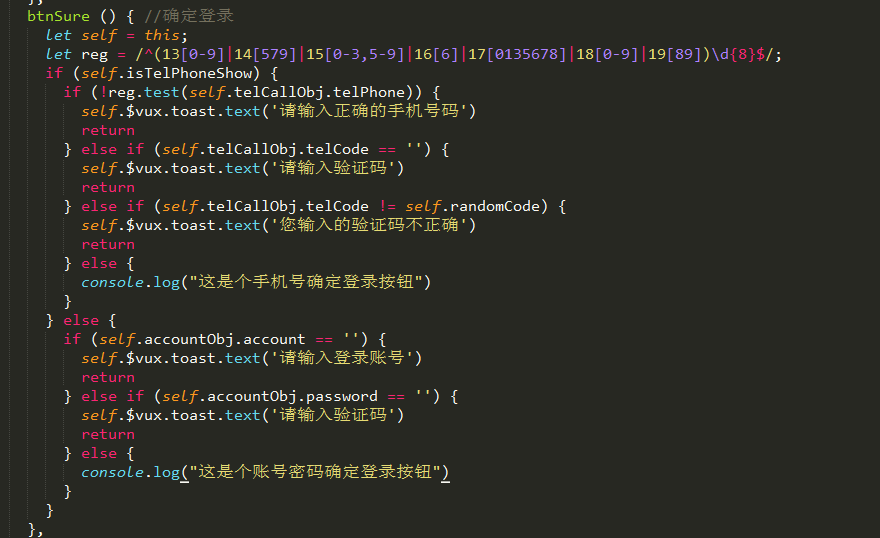 },
btnSure () { //确定登录
let self = this;
let reg = /^(13[0-9]|14[579]|15[0-3,5-9]|16[6]|17[0135678]|18[0-9]|19[89])\d{8}$/;
if (self.isTelPhoneShow) {
if (!reg.test(self.telCallObj.telPhone)) {
self.$vux.toast.text('请输入正确的手机号码')
return
} else if (self.telCallObj.telCode == '') {
self.$vux.toast.text('请输入验证码')
return
} else if (self.telCallObj.telCode != self.randomCode) {
self.$vux.toast.text('您输入的验证码不正确')
return
} else {
console.log("这是个手机号确定登录按钮")
}
} else {
if (self.accountObj.account == '') {
self.$vux.toast.text('请输入登录账号')
return
} else if (self.accountObj.password == '') {
self.$vux.toast.text('请输入验证码')
return
} else {
console.log("这是个账号密码确定登录按钮")
}
}
},